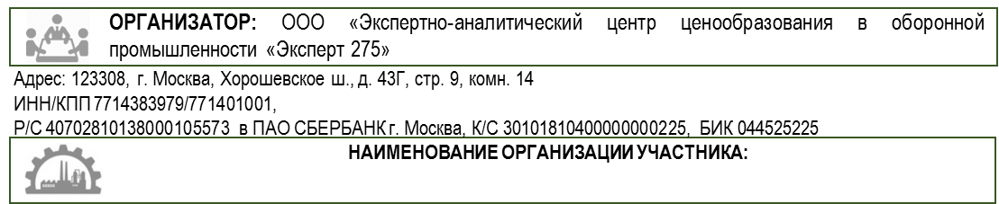 ОРГАНИЗАТОР: ООО «Экспертно-аналитический центр ценообразования в оборонной
промышленности «Эксперт 275»
Адрес: 123308, г. Москва, Хорошевское ш., д. 43Г, стр. 9, комн. 14
ИНН/КПП 7714383979/771401001,
Р/С 40702810138000105573 в ПАО СБЕРБАНК г. Москва, К/С 30101810400000000225, БИК 044525225
НАИМЕНОВАНИЕ ОРГАНИЗАЦИИ УЧАСТНИКА: